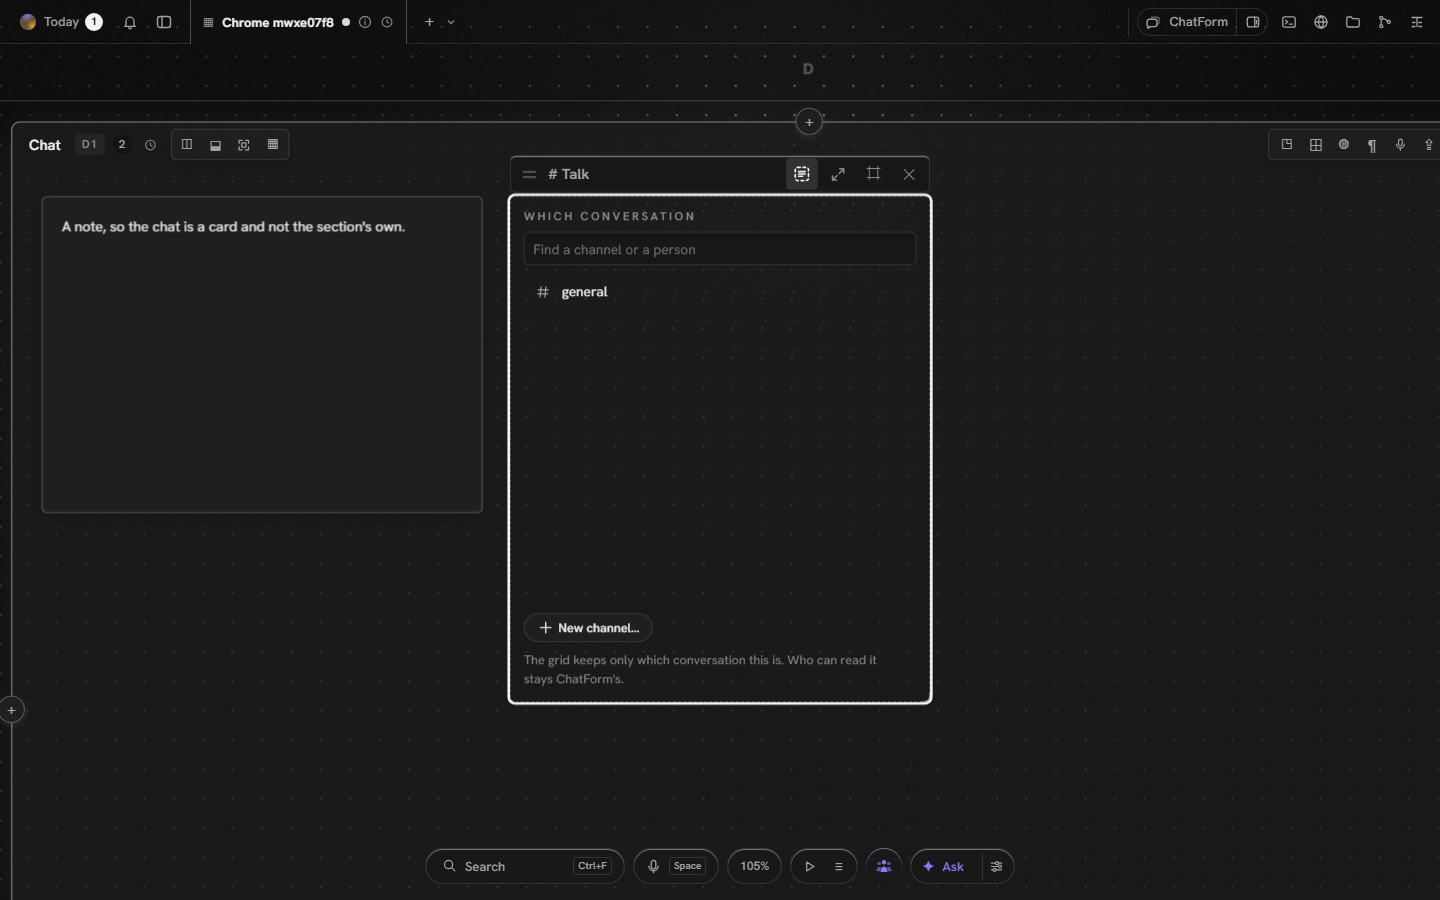 Today 1
Chrome mwxe07f8
ChatForm
D
Chat D1 2
# Talk
A note, so the chat is a card and not the section's own.
WHICH CONVERSATION
Find a channel or a person
# general
+ New channel...
The grid keeps only which conversation this is. Who can read it
stays ChatForm's.
Search Ctrl+F Space 105% Ask